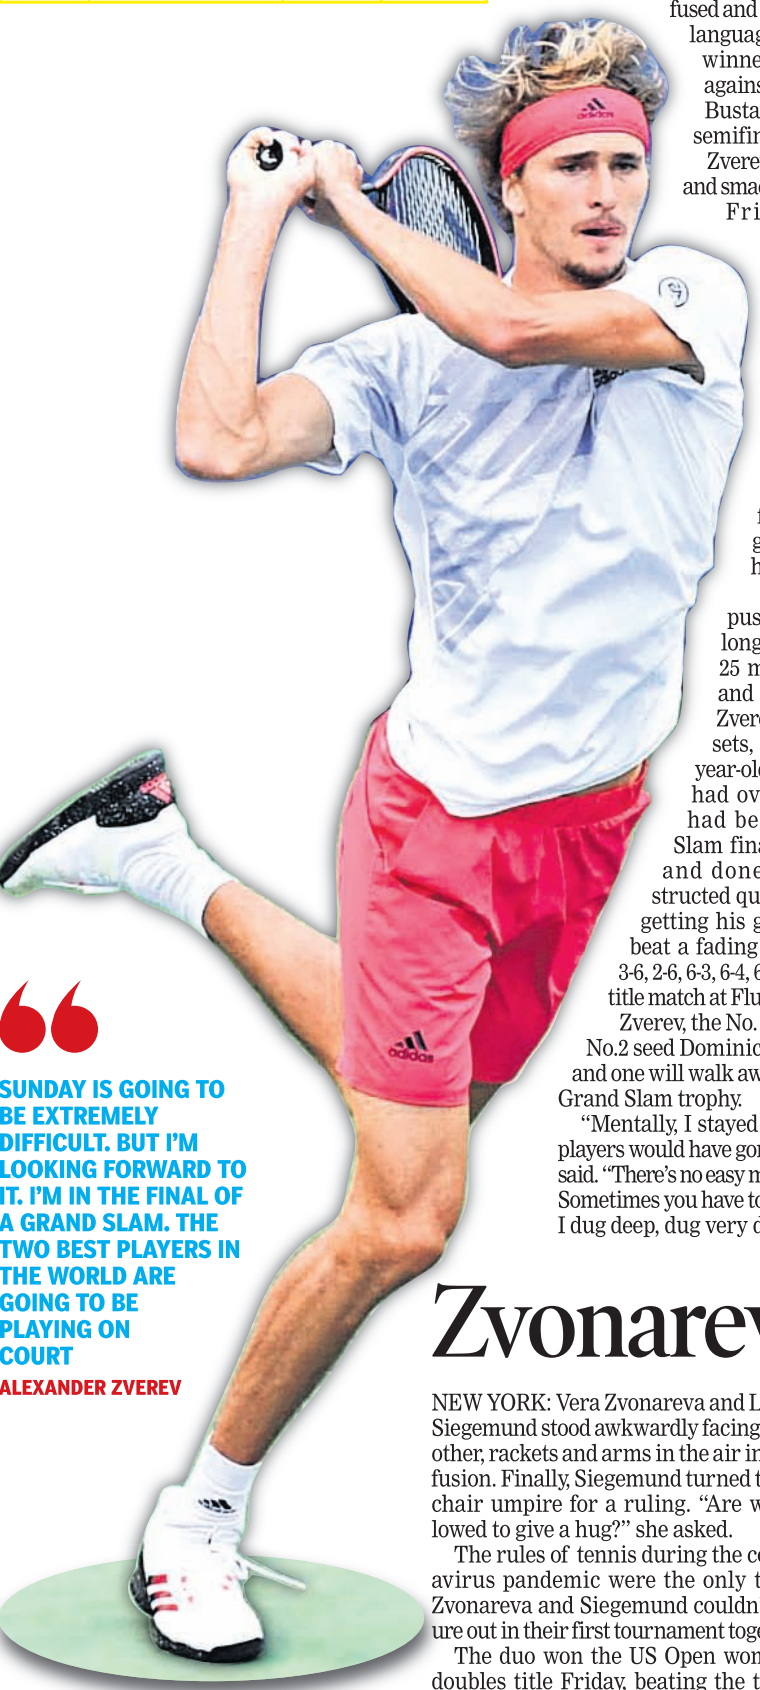 fused and
languag
winne
agains
Busta
semifin
Zvere
and smac
Fri
adidas
f
g
h
pus
long
25 m
and
Zvere
sets,
year-old
had ov
had be
Slam fina
and done
structed qu
getting his g
beat a fading
3-6, 2-6, 6-3, 6-4, 6
title match at Flu
Zverev, the No.
No.2 seed Dominic
and one will walk aw
Grand Slam trophy.
“Mentally, I stayed
players would have gon
said. “There’s no easy m
Sometimes you have to
I dug deep, dug very d
adidas
SUNDAY IS GOING TO
BE EXTREMELY
DIFFICULT. BUT I’M
LOOKING FORWARD TO
IT. I’M IN THE FINAL OF
A GRAND SLAM. THE
TWO BEST PLAYERS IN
THE WORLD ARE
GOING TO BE
PLAYING ON
COURT
ALEXANDER ZVEREV
Zvonarev
NEW YORK: Vera Zvonareva and L
Siegemund stood awkwardly facing
other, rackets and arms in the air in
fusion. Finally, Siegemund turned t
chair umpire for a ruling. “Are w
lowed to give a hug?” she asked.
The rules of tennis during the co
avirus pandemic were the only t
Zvonareva and Siegemund couldn
ure out in their first tournament toge
The duo won the US Open wom
doubles title Friday, beating the t